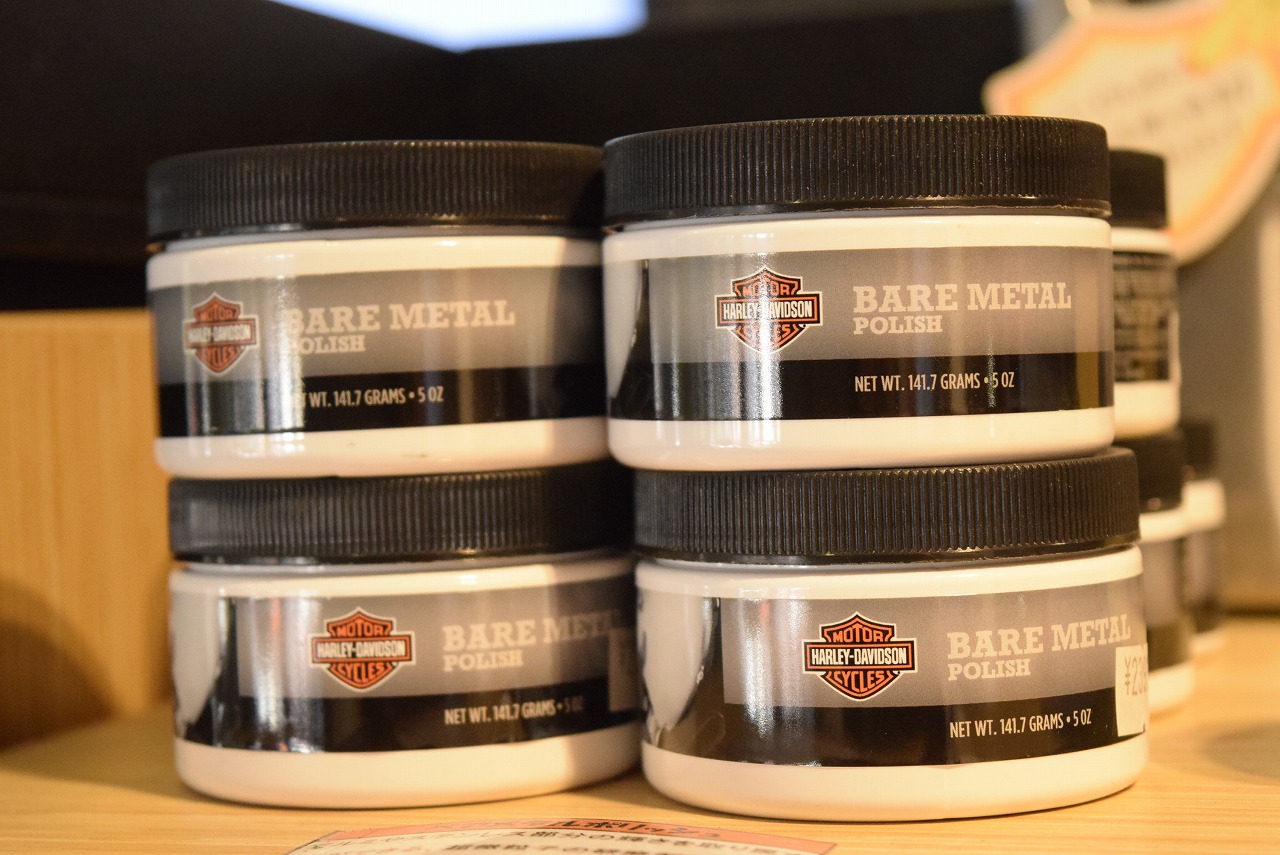 MOTOR
HARLEY-DAVIDSON
CYCLES
BARE METAL
POLISH
NET WT. 141.7 GRAMS • 5 OZ
MOTOR
HARLEY-DAVIDSON
CYCLES
BARE METAL
POLISH
NET WT. 141.7 GRAMS • 5 OZ
MOTOR
HARLEY-DAVIDSON
CYCLES
BARE METAL
POLISH
NET WT. 141.7 GRAMS • 5 OZ
MOTOR
HARLEY-DAVIDSON
CYCLES
BARE METAL
POLISH
NET WT. 141.7 GRAMS • 5 OZ